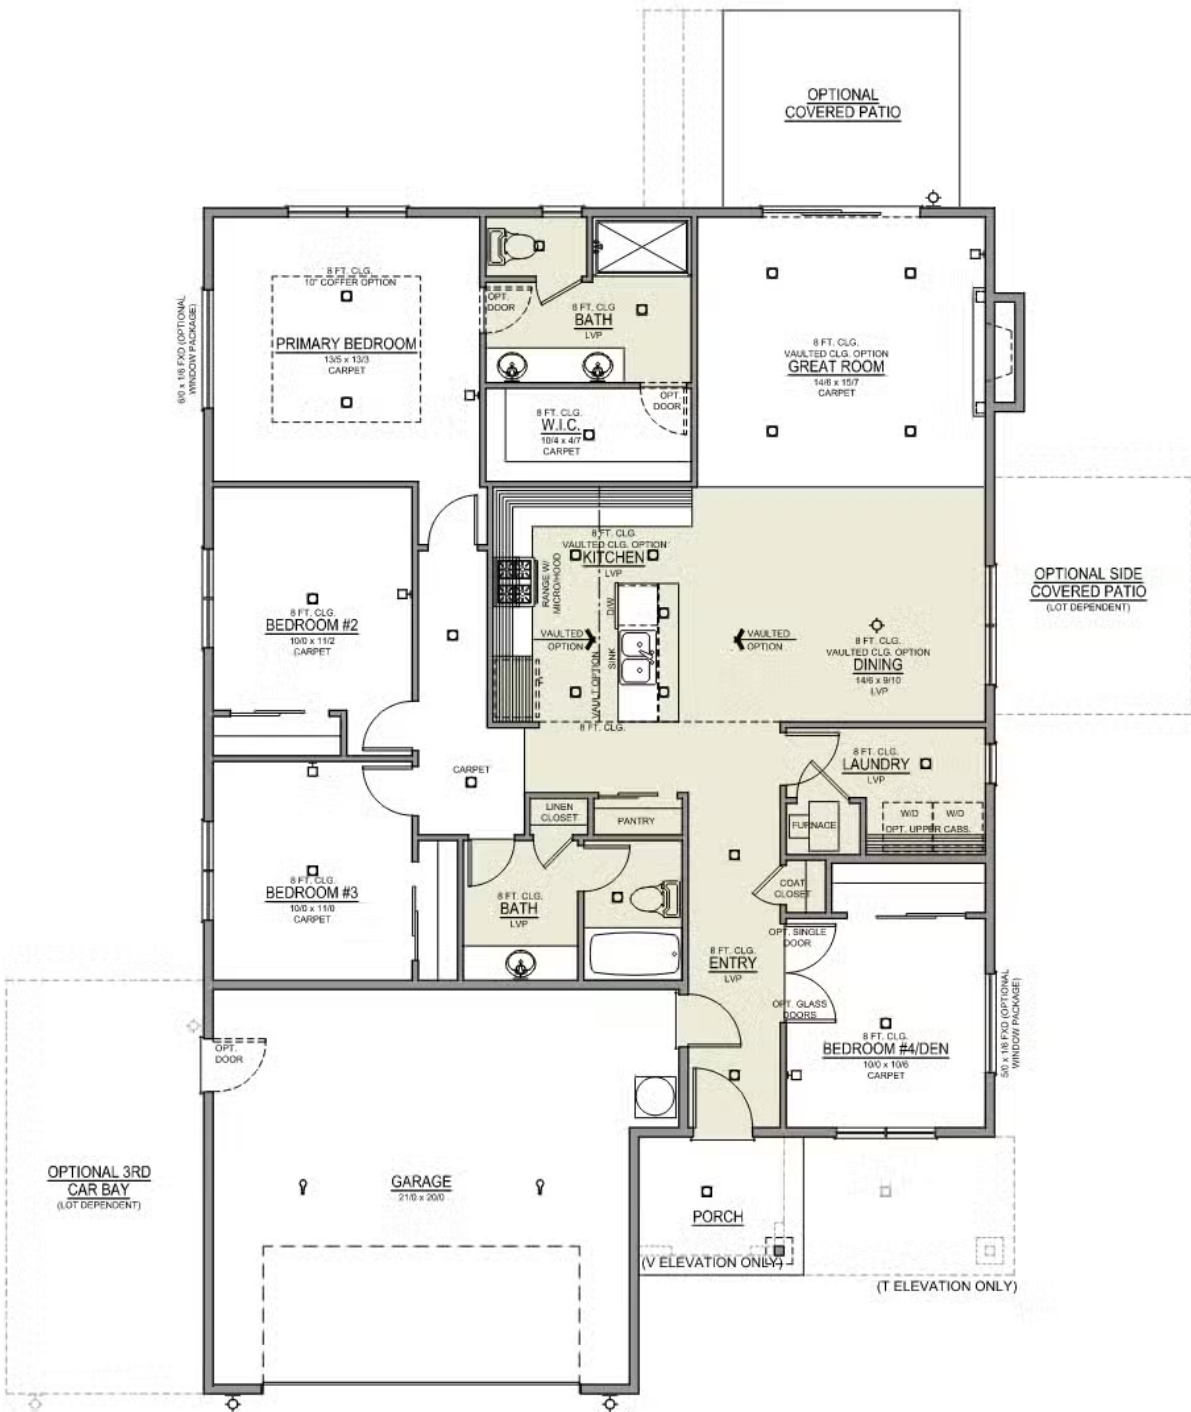 OPTIONAL
COVERED PATIO
8 FT. CLG.
10" COFFER OPTION
PRIMARY BEDROOM
13/5 x 13/3
CARPET
6/0 x 1/6 FXD (OPTIONAL
WINDOW PACKAGE)
OPT.
DOOR
8 FT. CLG
BATH
LVP
OPT.
DOOR
8 FT. CLG.
W.I.C.
10/4 x 4/7
CARPET
8 FT. CLG.
VAULTED CLG. OPTION
GREAT ROOM
14/6 x 15/7
CARPET
8 FT. CLG.
VAULTED CLG. OPTION
KITCHEN
LVP
RANGE W/
MICRO/HOOD
D/W
SINK
VAULTED
OPTION
VAULT OPTION
VAULTED
OPTION
8 FT. CLG.
VAULTED CLG. OPTION
DINING
14/6 x 9/10
LVP
OPTIONAL SIDE
COVERED PATIO
(LOT DEPENDENT)
8 FT. CLG.
BEDROOM #2
10/0 x 11/2
CARPET
8 FT. CLG.
CARPET
LINEN
CLOSET
PANTRY
8 FT. CLG.
LAUNDRY
LVP
FURNACE
W/D
W/D
OPT. UPPER CABS.
8 FT. CLG.
BEDROOM #3
10/0 x 11/0
CARPET
8 FT. CLG.
BATH
LVP
COAT
CLOSET
OPT. SINGLE
DOOR
8 FT. CLG.
ENTRY
LVP
OPT. GLASS
DOORS
8 FT. CLG.
BEDROOM #4/DEN
10/0 x 10/6
CARPET
5/0 x 1/6 FXD (OPTIONAL
WINDOW PACKAGE)
OPT.
DOOR
OPTIONAL 3RD
CAR BAY
(LOT DEPENDENT)
GARAGE
21/0 x 20/0
PORCH
(V ELEVATION ONLY)
(T ELEVATION ONLY)